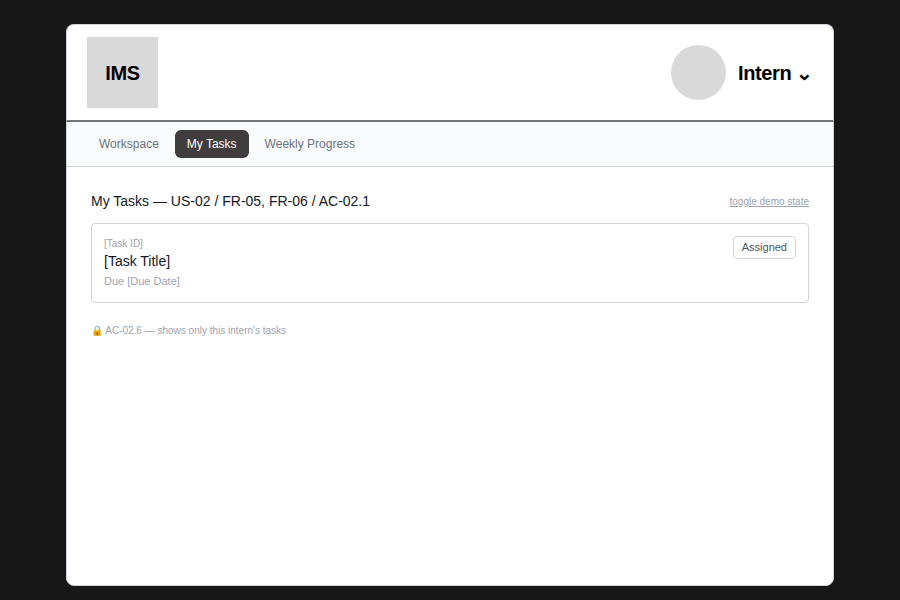 IMS
Intern
Workspace
My Tasks
Weekly Progress
My Tasks — US-02 / FR-05, FR-06 / AC-02.1
toggle demo state
[Task ID]
[Task Title]
Due [Due Date]
Assigned
🔒 AC-02.6 — shows only this intern's tasks